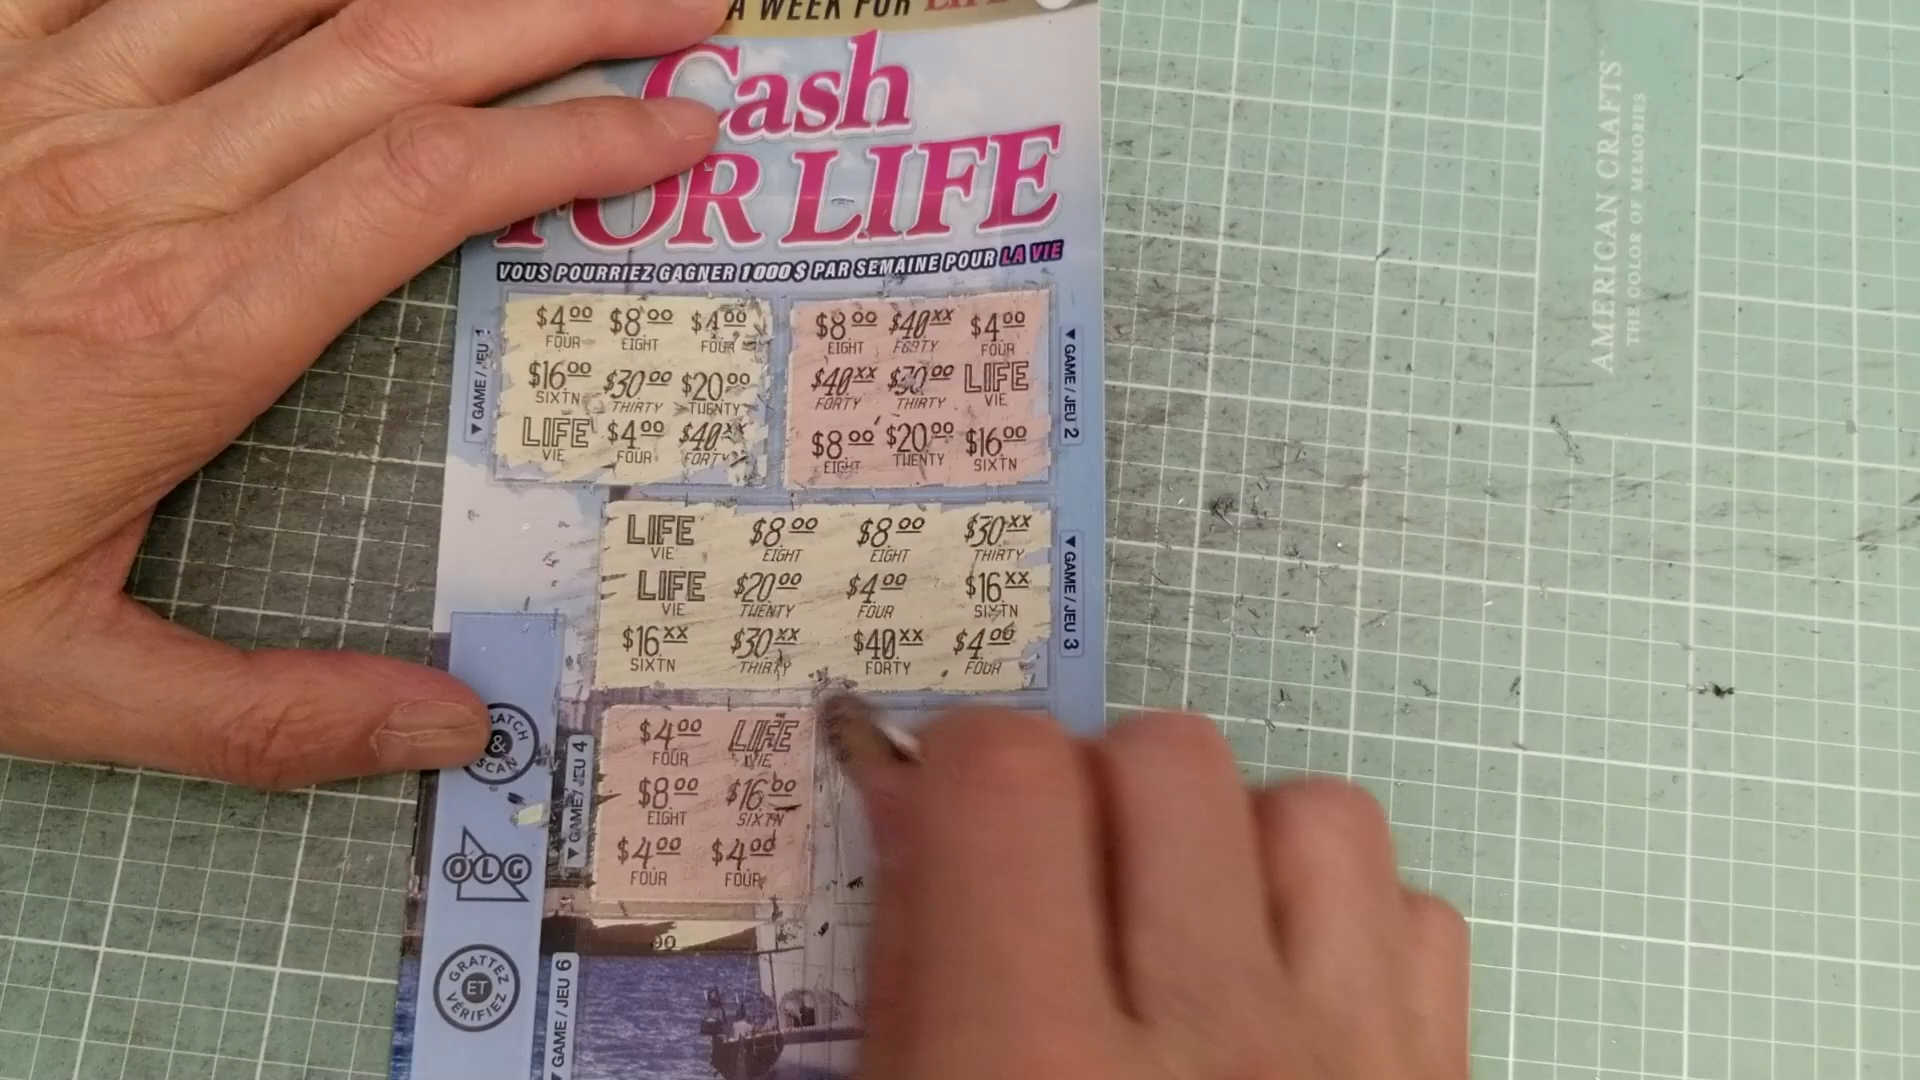 A WEEK FOR LIFE
Cash
FOR LIFE
VOUS POURRIEZ GAGNER 1000 $ PAR SEMAINE POUR LA VIE
GAME / JEU 1
$4.00 $8.00 $4.00
FOUR EIGHT FOUR
$16.00 $30.00 $20.00
SIXTN THIRTY TWENTY
LIFE $4.00 $40.XX
VIE FOUR FORTY
GAME / JEU 2
$8.00 $40.XX $4.00
EIGHT FORTY FOUR
$40.XX $30.00 LIFE
FORTY THIRTY VIE
$8.00 $20.00 $16.00
EIGHT TWENTY SIXTN
GAME / JEU 3
LIFE $8.00 $8.00 $30.XX
VIE EIGHT EIGHT THIRTY
LIFE $20.00 $4.00 $16.XX
VIE TWENTY FOUR SIXTN
$16.XX $30.XX $40.XX $4.00
SIXTN THIRTY FORTY FOUR
GAME / JEU 4
$4.00 LIFE
FOUR VIE
$8.00 $16.00
EIGHT SIXTN
$4.00 $4.00
FOUR FOUR
GAME / JEU 6
& SCAN
OLG
GRATTEZ ET VÉRIFIEZ
AMERICAN CRAFTS
THE COLOR OF MEMORIES